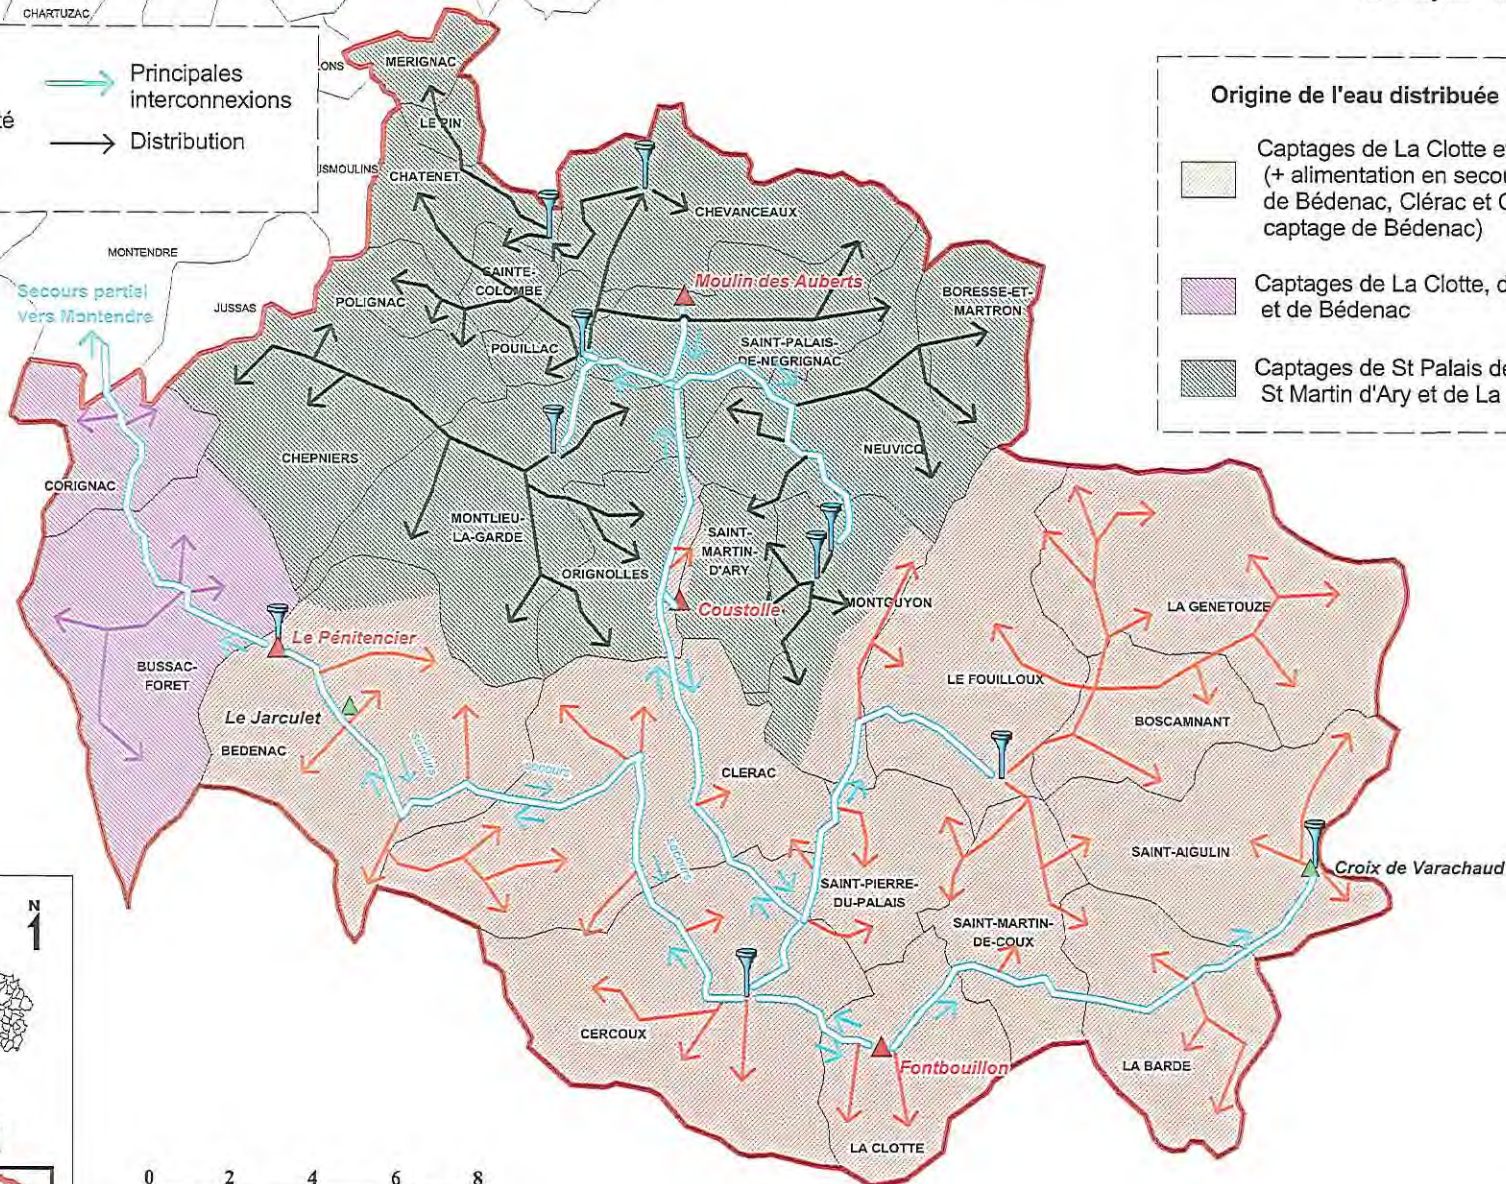 CHARTUZAC
Principales
interconnexions
Distribution
MONTENDRE
Secours partiel
vers Montendre
JUSSAS
MERIGNAC
LE PIN
CHATENET
CHEVANCEAUX
SAINTE-
COLOMBE
Moulin des Auberts
POLIGNAC
BORESSE-ET-
MARTRON
POUILLAC
SAINT-PALAIS-
DE-NEGRIGNAC
CHEPNIERS
NEUVICQ
CORIGNAC
MONTLIEU-
LA-GARDE
SAINT-
MARTIN-
D'ARY
ORIGNOLLES
Coustolle
MONTGUYON
LA GENETOUZE
Le Pénitencier
BUSSAC-
FORET
LE FOUILLOUX
Le Jarculet
BOSCAMNANT
BEDENAC
secours
secours
CLERAC
secours
SAINT-AIGULIN
Croix de Varachaud
SAINT-PIERRE-
DU-PALAIS
SAINT-MARTIN-
DE-COUX
CERCOUX
Fontbouillon
LA BARDE
LA CLOTTE
Origine de l'eau distribuée
Captages de La Clotte e
(+ alimentation en secou
de Bédenac, Clérac et C
captage de Bédenac)
Captages de La Clotte, d
et de Bédenac
Captages de St Palais de
St Martin d'Ary et de La
N
0 2 4 6 8